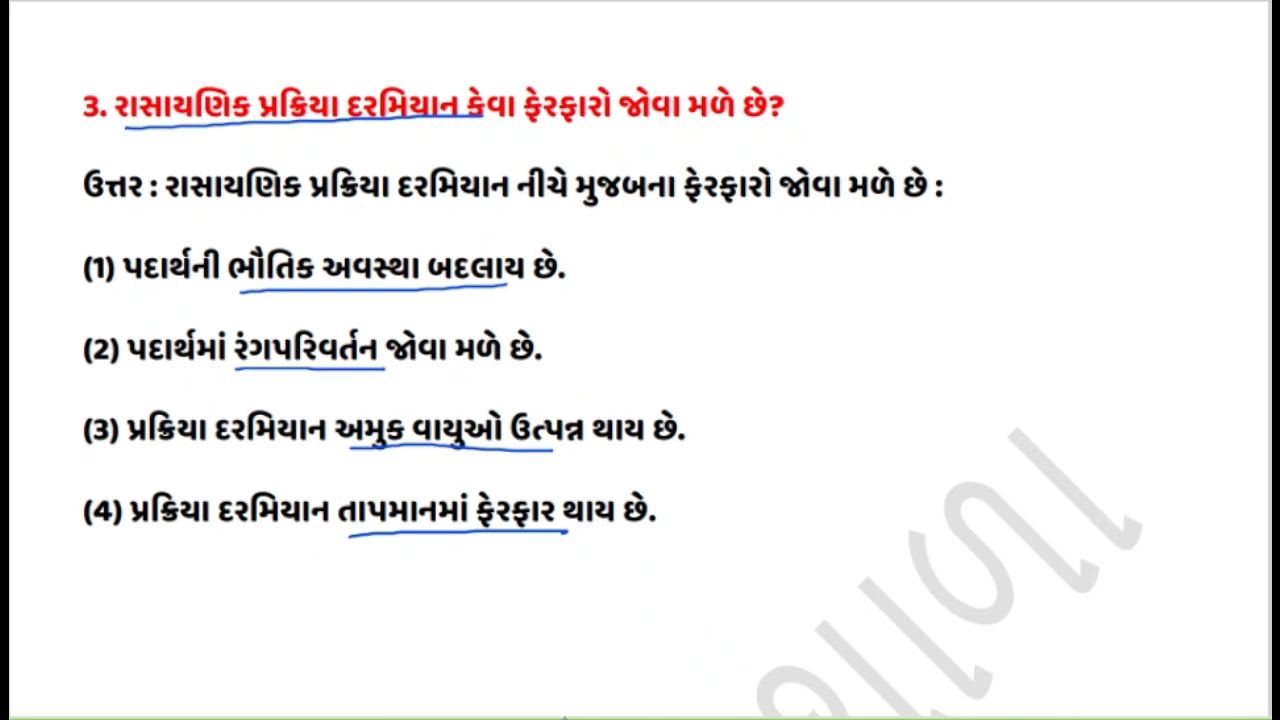 3. રાસાયણિક પ્રક્રિયા દરમિયાન કેવા ફેરફારો જોવા મળે છે?
ઉત્તર : રાસાયણિક પ્રક્રિયા દરમિયાન નીચે મુજબના ફેરફારો જોવા મળે છે :
(1) પદાર્થની ભૌતિક અવસ્થા બદલાય છે.
(2) પદાર્થમાં રંગપરિવર્તન જોવા મળે છે.
(3) પ્રક્રિયા દરમિયાન અમુક વાયુઓ ઉત્પન્ન થાય છે.
(4) પ્રક્રિયા દરમિયાન તાપમાનમાં ફેરફાર થાય છે.